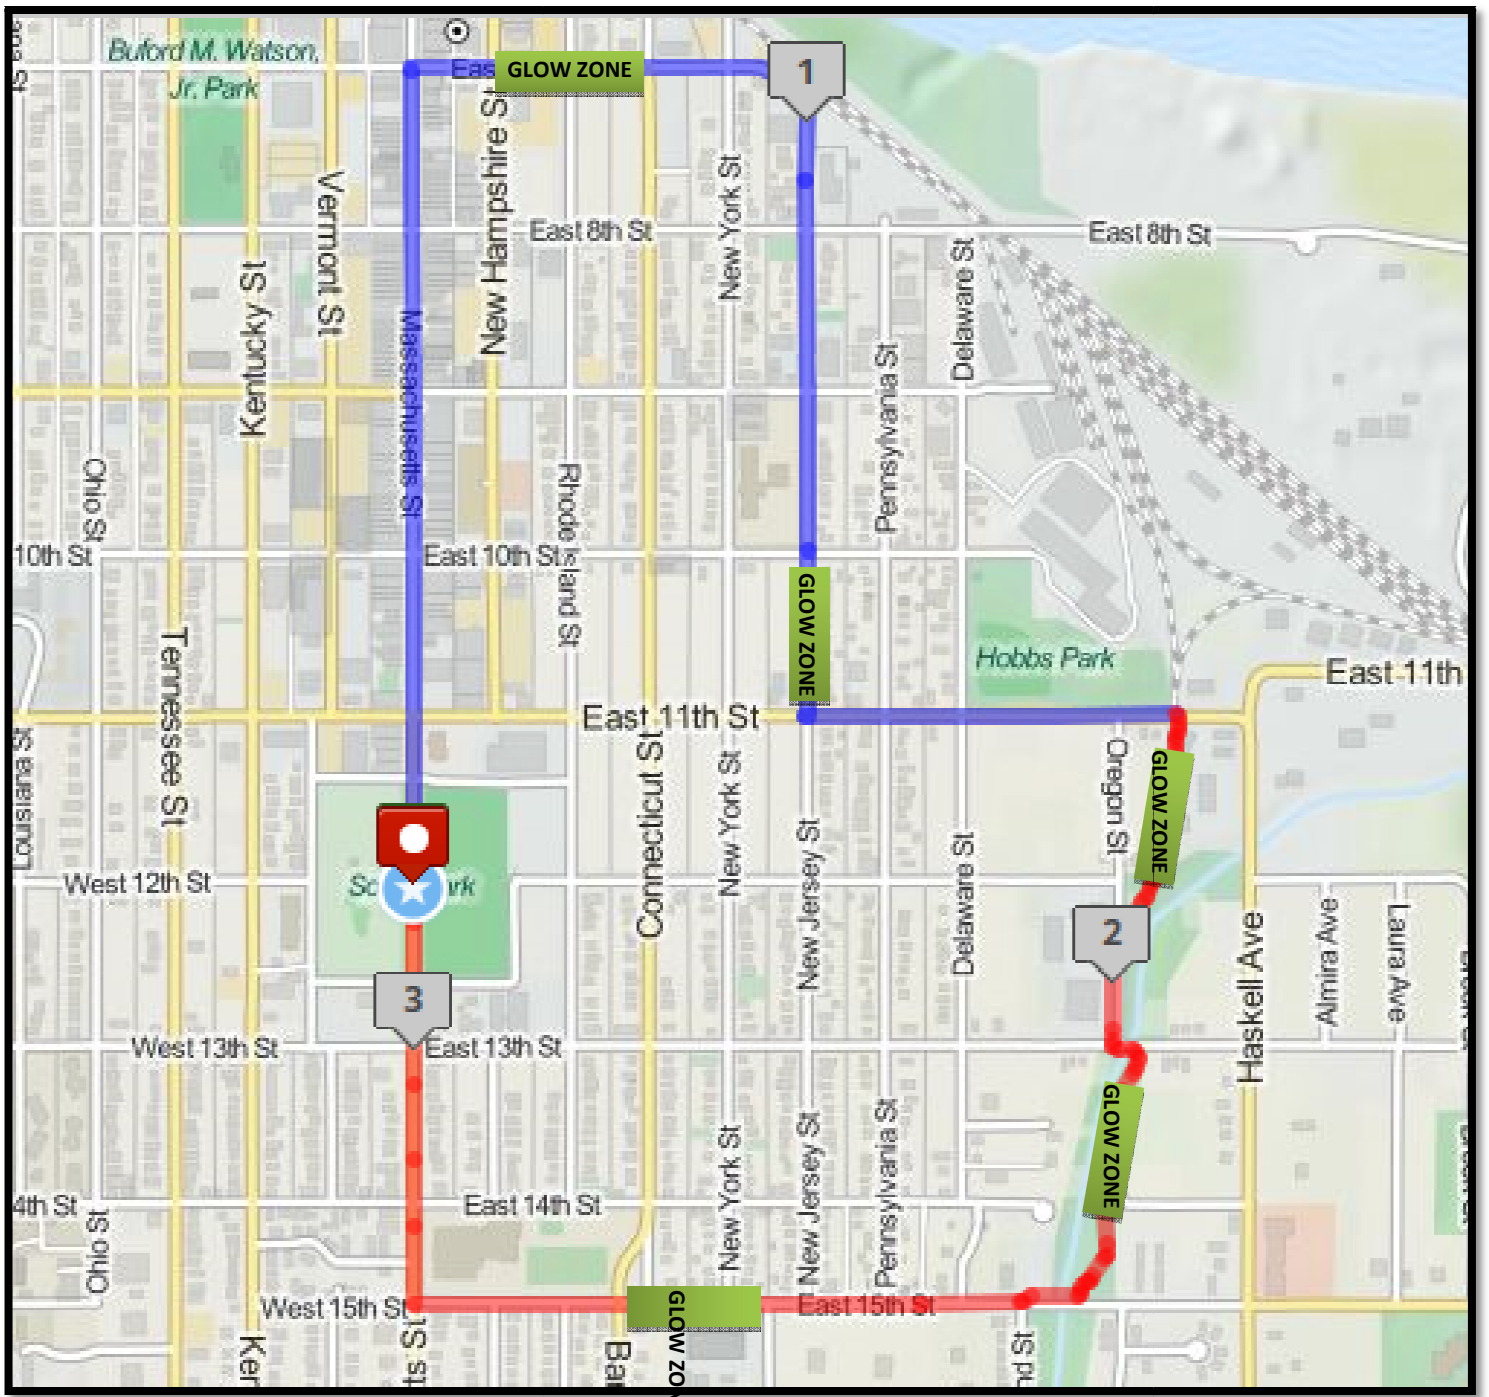 Buford M. Watson,
Jr. Park
GLOW ZONE
1
New York St
New Hampshire St
Vermont St
East 8th St
East 8th St
Delaware St
Kentucky St
Massachusetts St
Pennsylvania St
Ohio St
Rhode Island St
10th St
East 10th St
GLOW ZONE
Tennessee St
Hobbs Park
East 11th
East 11th St
Louisiana St
Connecticut St
New York St
Oregon St
GLOW ZONE
New Jersey St
Delaware St
West 12th St
2
Haskell Ave
Almira Ave
Laura Ave
3
West 13th St
East 13th St
GLOW ZONE
New York St
New Jersey St
Pennsylvania St
4th St
East 14th St
Ohio St
West 15th St
GLOW ZO
East 15th St
Ker
Bar